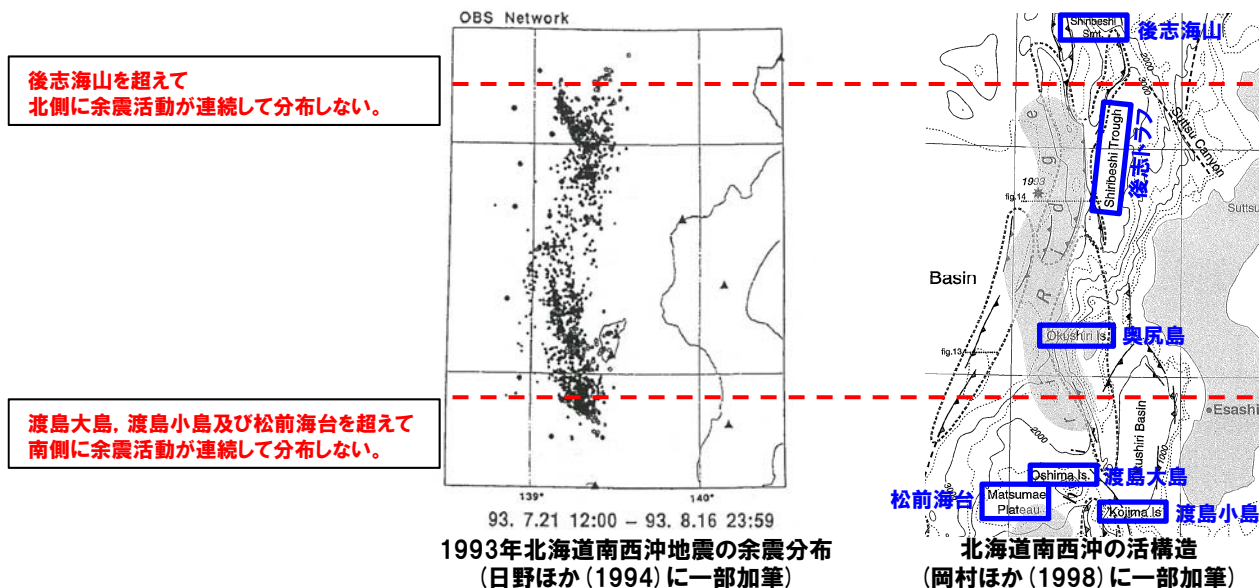 OBS Network
後志海山を超えて
北側に余震活動が連続して分布しない。
渡島大島，渡島小島及び松前海台を超えて
南側に余震活動が連続して分布しない。
139°
140°
93. 7.21 12:00 – 93. 8.16 23:59
1993年北海道南西沖地震の余震分布
(日野ほか(1994)に一部加筆)
Shiribeshi
Smt.
後志海山
2000
3000
Suttsu Canyon
Shiribeshi Trough
後志トラフ
1993
fig.14
Suttsu
Basin
R i d g e
Okushiri Is.
奥尻島
fig.13
Esashi
Okushiri Basin
2000
1000
Oshima Is.
渡島大島
松前海台
Matsumae
Plateau
Kojima Is
渡島小島
北海道南西沖の活構造
(岡村ほか(1998)に一部加筆)